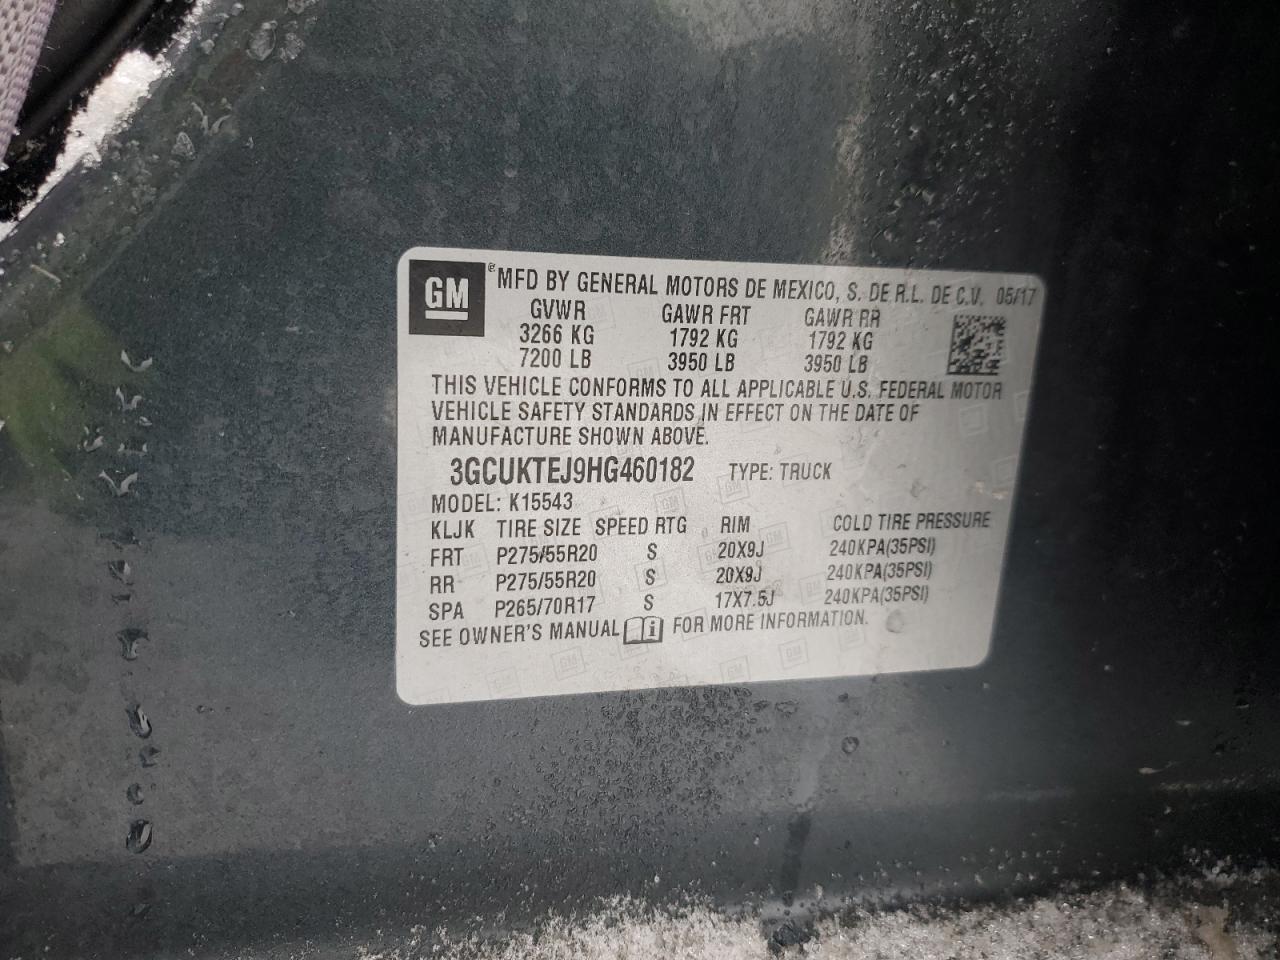 GM ® MFD BY GENERAL MOTORS DE MEXICO, S. DE R.L. DE C.V. 05/17
GVWR GAWR FRT GAWR RR
3266 KG 1792 KG 1792 KG
7200 LB 3950 LB 3950 LB
THIS VEHICLE CONFORMS TO ALL APPLICABLE U.S. FEDERAL MOTOR
VEHICLE SAFETY STANDARDS IN EFFECT ON THE DATE OF
MANUFACTURE SHOWN ABOVE.
3GCUKTEJ9HG460182 TYPE: TRUCK
MODEL: K15543
KLJK TIRE SIZE SPEED RTG RIM COLD TIRE PRESSURE
FRT P275/55R20 S 20X9J 240KPA(35PSI)
RR P275/55R20 S 20X9J 240KPA(35PSI)
SPA P265/70R17 S 17X7.5J 240KPA(35PSI)
SEE OWNER'S MANUAL i FOR MORE INFORMATION.